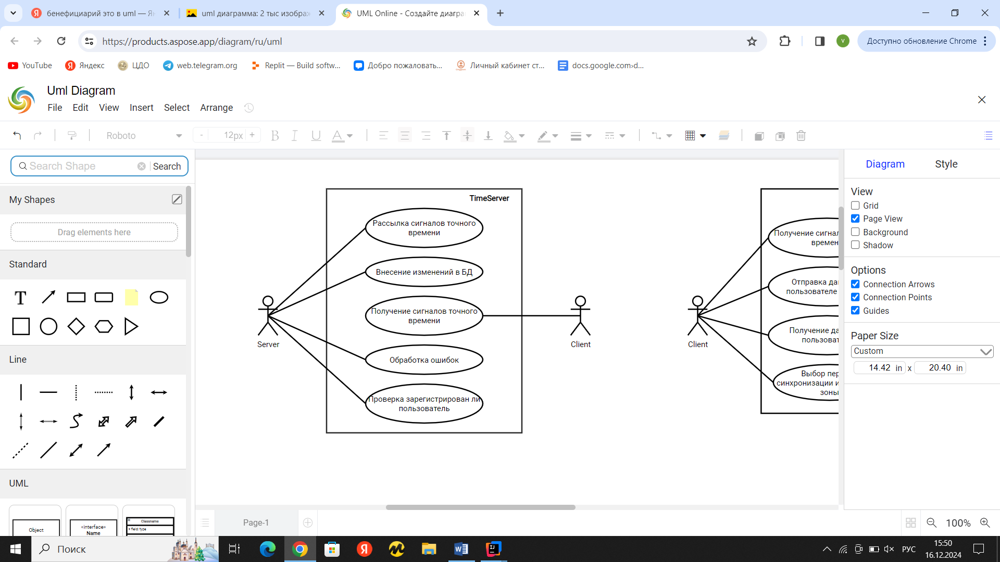 бенефициарий это в uml — Ян
uml диаграмма: 2 тыс изображ
UML Online - Создайте диагра
https://products.aspose.app/diagram/ru/uml
V
Доступно обновление Chrome
YouTube
Яндекс
ЦДО
web.telegram.org
Replit — Build softw...
Добро пожаловать...
Личный кабинет ст...
docs.google.com›d...
Uml Diagram
File Edit View Insert Select Arrange
Roboto
- 12px +
B I U A
Search Shape
Search
My Shapes
Drag elements here
Standard
T
Line
UML
Object
«interface»
Name
Classname
+ field: type
TimeServer
Рассылка сигналов точного
времени
Внесение изменений в БД
Получение сигналов точного
времени
Обработка ошибок
Проверка зарегистрирован ли
пользователь
Server
Client
Client
Получение сигнал
времен
Отправка да
пользователе
Получение да
пользоват
Выбор пер
синхронизации и
зоны
Diagram
Style
View
Grid
Page View
Background
Shadow
Options
Connection Arrows
Connection Points
Guides
Paper Size
Custom
14.42 in x 20.40 in
Page-1
100%
Поиск
РУС
15:50
16.12.2024